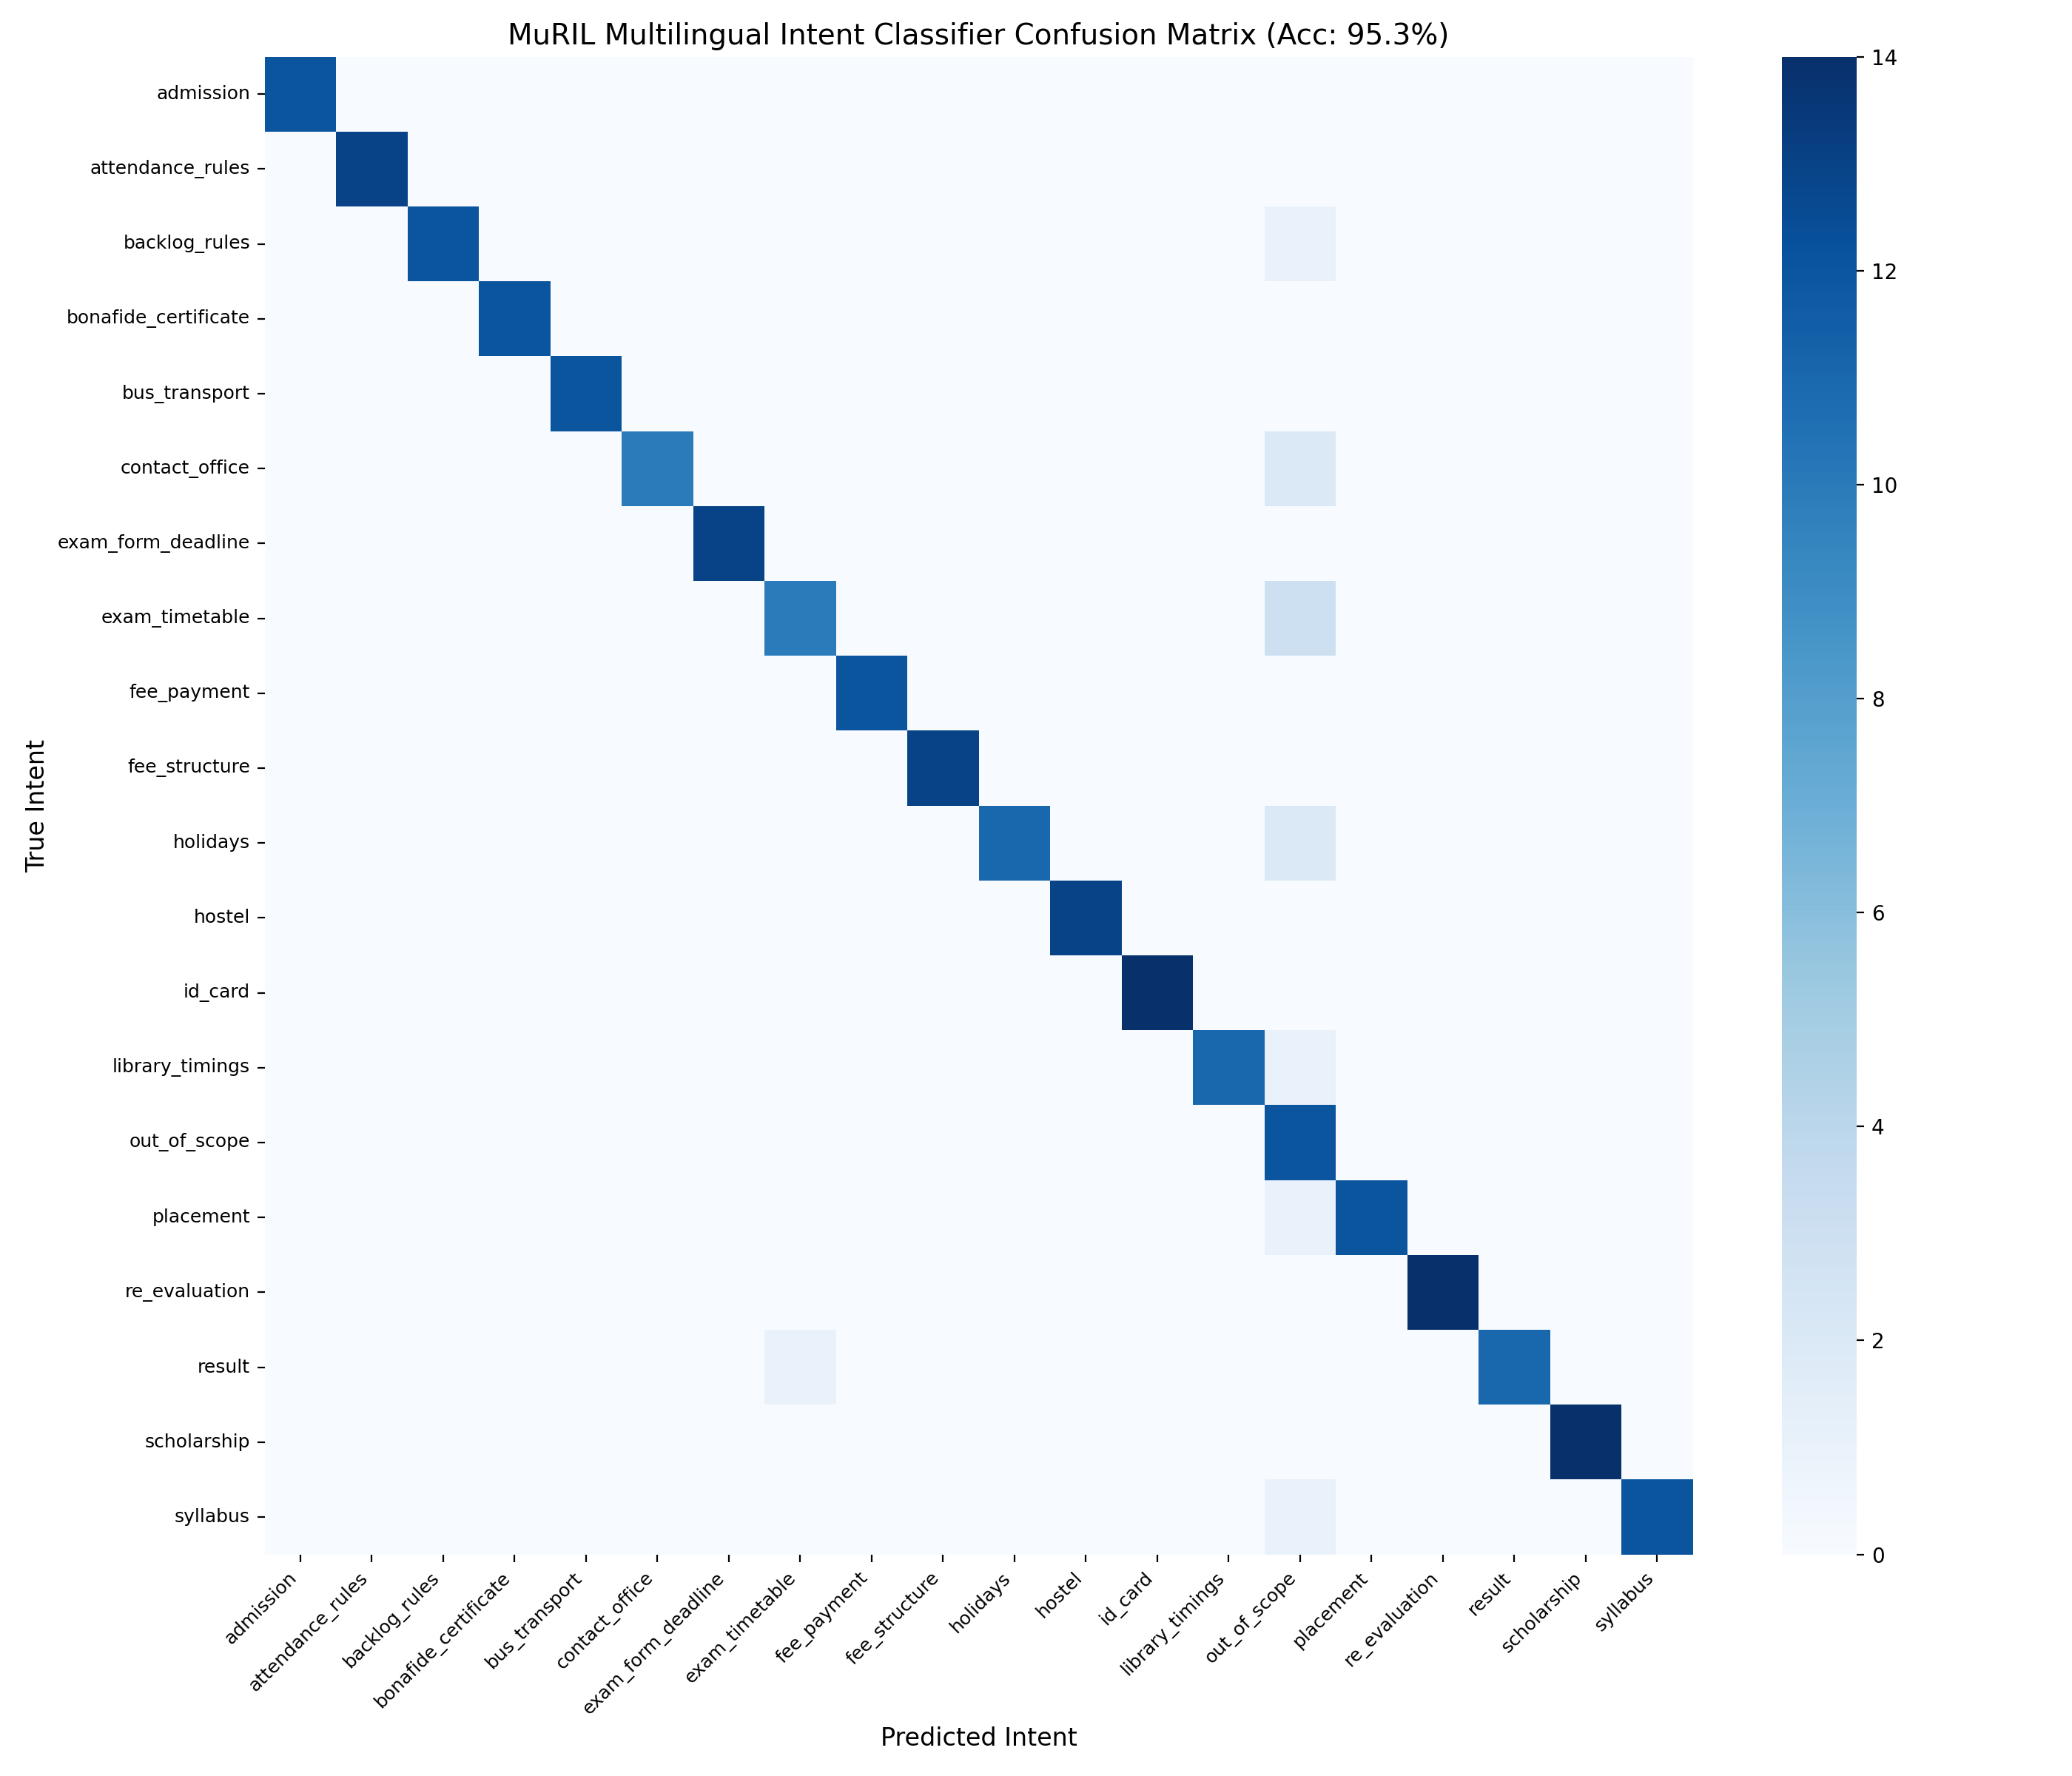 MuRIL Multilingual Intent Classifier Confusion Matrix (Acc: 95.3%)
True Intent
admission
attendance_rules
backlog_rules
bonafide_certificate
bus_transport
contact_office
exam_form_deadline
exam_timetable
fee_payment
fee_structure
holidays
hostel
id_card
library_timings
out_of_scope
placement
re_evaluation
result
scholarship
syllabus
admission
attendance_rules
backlog_rules
bonafide_certificate
bus_transport
contact_office
exam_form_deadline
exam_timetable
fee_payment
fee_structure
holidays
hostel
id_card
library_timings
out_of_scope
placement
re_evaluation
result
scholarship
syllabus
Predicted Intent
14
12
10
8
6
4
2
0